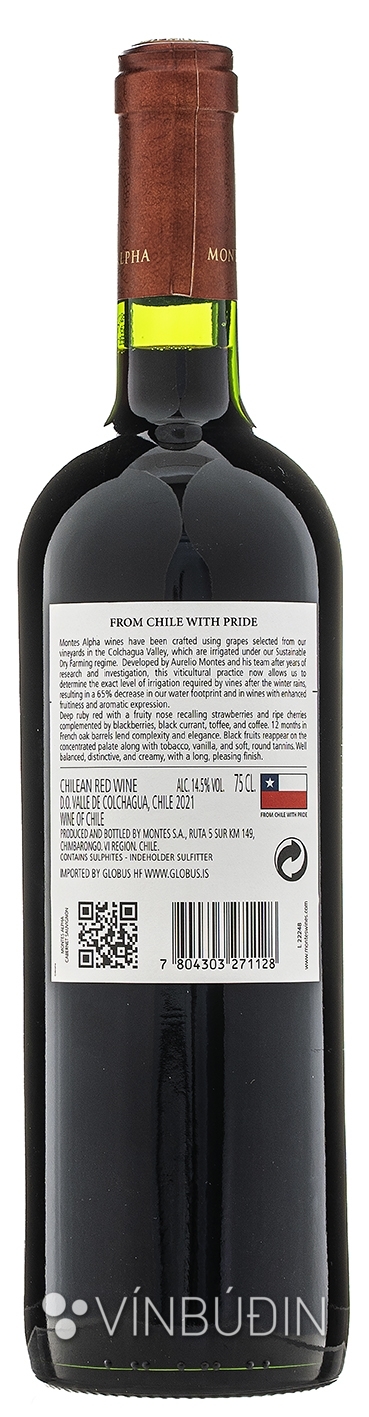 ALPHA MON
FROM CHILE WITH PRIDE
Montes Alpha wines have been crafted using grapes selected from our
vineyards in the Colchagua Valley, which are irrigated under our Sustainable
Dry Farming regime. Developed by Aurelio Montes and his team after years of
research and investigation, this viticultural practice now allows us to
determine the exact level of irrigation required by vines after the winter rains,
resulting in a 65% decrease in our water footprint and in wines with enhanced
fruitiness and aromatic expression.
Deep ruby red with a fruity nose recalling strawberries and ripe cherries
complemented by blackberries, black currant, toffee, and coffee. 12 months in
French oak barrels lend complexity and elegance. Black fruits reappear on the
concentrated palate along with tobacco, vanilla, and soft, round tannins. Well
balanced, distinctive, and creamy, with a long, pleasing finish.
CHILEAN RED WINE ALC. 14.5% VOL. 75 CL
D.O. VALLE DE COLCHAGUA, CHILE 2021
WINE OF CHILE
FROM CHILE WITH PRIDE
PRODUCED AND BOTTLED BY MONTES S.A., RUTA 5 SUR KM 149,
CHIMBARONGO. VI REGION. CHILE.
CONTAINS SULPHITES - INDEHOLDER SULFITTER
IMPORTED BY GLOBUS HF WWW.GLOBUS.IS
MONTES ALPHA
CABERNET SAUVIGNON
7 804303 271128
L 22248
www.monteswines.com
VÍNBÚÐIN